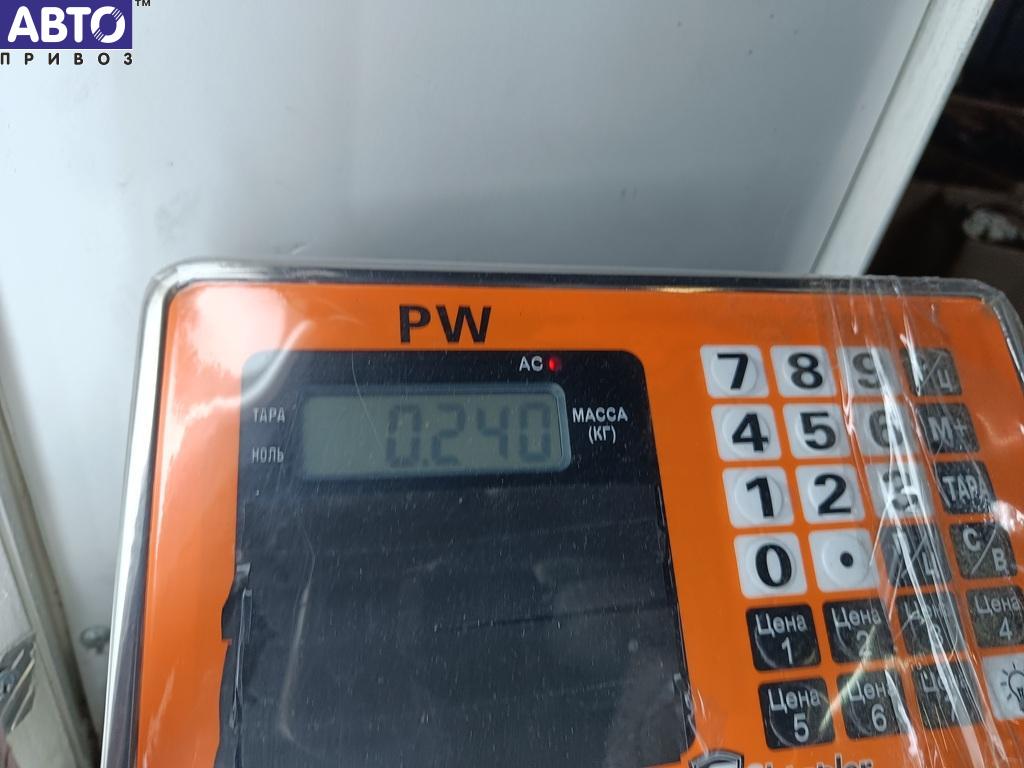 АВТО™
ПРИВОЗ
PW
AC
ТАРА
НОЛЬ
0.240
МАССА
(КГ)
7 8 9
4 5 6 M+
1 2 3 ТАРА
0 . С/В
Цена 1
Цена 2
Цена 4
Цена 5
Цена 6